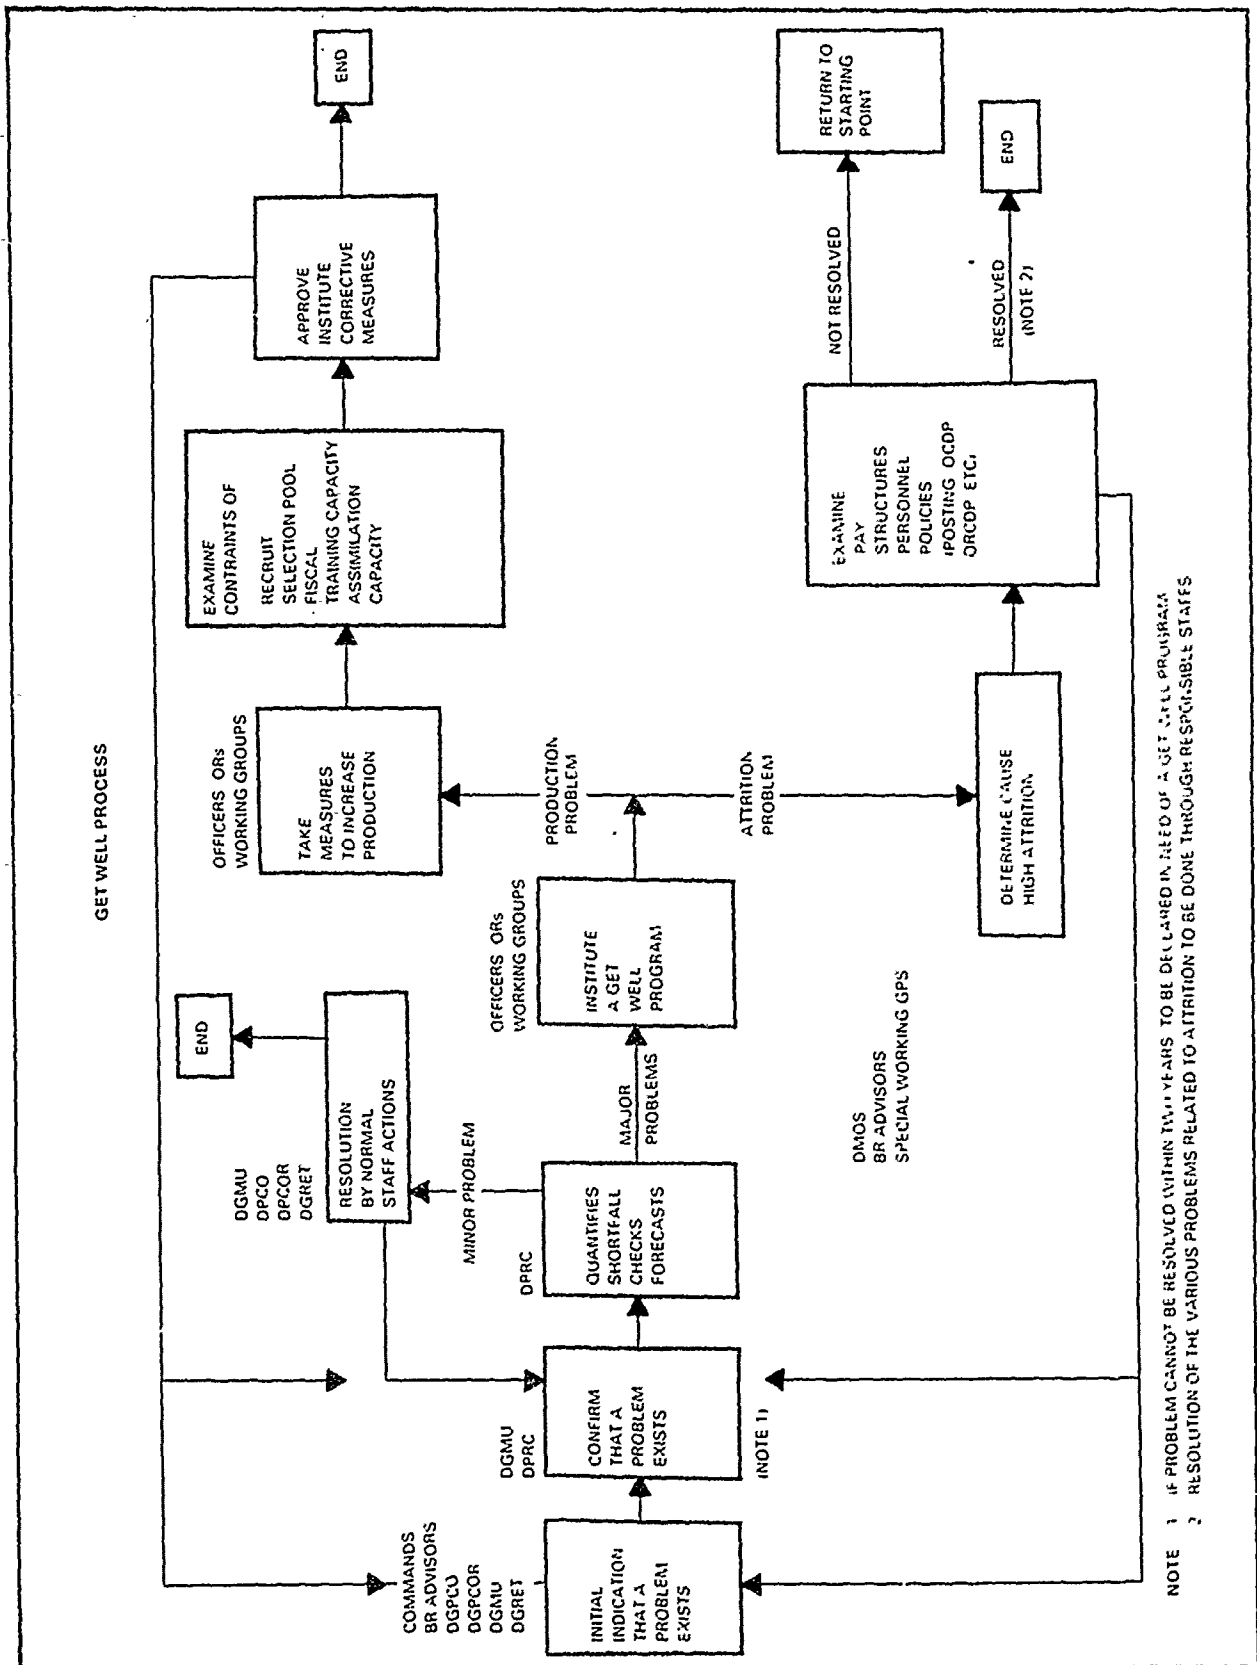 GET WELL PROCESS
COMMANDS
BR ADVISORS
DGPCO
DGPCOR
DGMU
DGRET
INITIAL
INDICATION
THAT A
PROBLEM
EXISTS
DGMU
DPRC
CONFIRM
THAT A
PROBLEM
EXISTS
(NOTE 1)
DPRC
QUANTIFIES
SHORTFALL
CHECKS
FORECASTS
MINOR PROBLEM
DGMU
DPCO
DPCOR
DGRET
RESOLUTION
BY NORMAL
STAFF ACTIONS
END
MAJOR
PROBLEMS
OFFICERS ORs
WORKING GROUPS
INSTITUTE
A GET
WELL
PROGRAM
PRODUCTION
PROBLEM
OFFICERS ORs
WORKING GROUPS
TAKE
MEASURES
TO INCREASE
PRODUCTION
EXAMINE
CONTRAINTS OF
RECRUIT
SELECTION POOL
FISCAL
TRAINING CAPACITY
ASSIMILATION
CAPACITY
APPROVE
INSTITUTE
CORRECTIVE
MEASURES
END
ATTRITION
PROBLEM
DMOS
BR ADVISORS
SPECIAL WORKING GPS
DETERMINE CAUSE
HIGH ATTRITION
EXAMINE
PAY
STRUCTURES
PERSONNEL
POLICIES
(POSTING OCDP
ORCDP ETC)
NOT RESOLVED
RETURN TO
STARTING
POINT
RESOLVED
(NOTE 2)
END
NOTE 1 IF PROBLEM CANNOT BE RESOLVED WITHIN TWO YEARS TO BE DECLARED IN NEED OF A GET WELL PROGRAM
2 RESOLUTION OF THE VARIOUS PROBLEMS RELATED TO ATTRITION TO BE DONE THROUGH RESPONSIBLE STAFFS